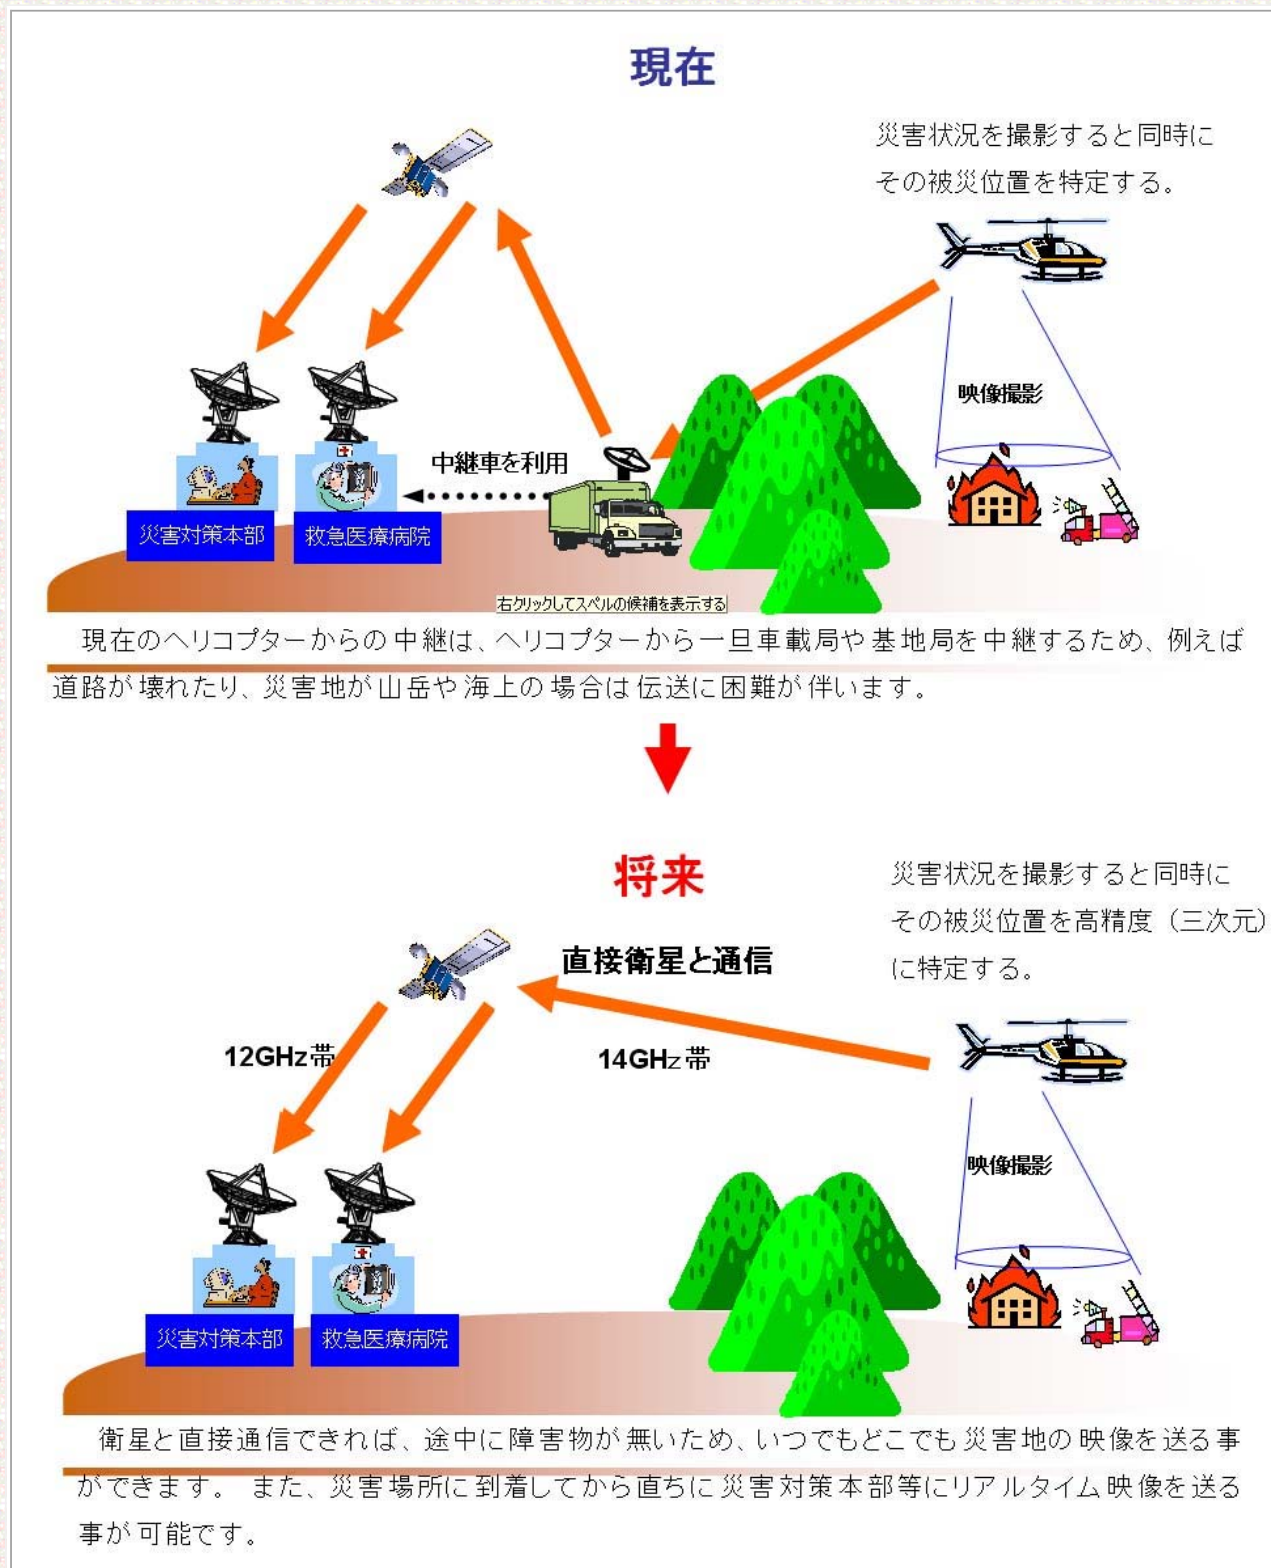 現在
災害状況を撮影すると同時に
その被災位置を特定する。
映像撮影
中継車を利用
災害対策本部
救急医療病院
右クリックしてスペルの候補を表示する
現在のヘリコプターからの中継は、ヘリコプターから一旦車載局や基地局を中継するため、例えば
道路が壊れたり、災害地が山岳や海上の場合は伝送に困難が伴います。
将来
災害状況を撮影すると同時に
その被災位置を高精度（三次元）
に特定する。
直接衛星と通信
12GHz帯
14GHz帯
映像撮影
災害対策本部
救急医療病院
衛星と直接通信できれば、途中に障害物が無いため、いつでもどこでも災害地の映像を送る事
ができます。 また、災害場所に到着してから直ちに災害対策本部等にリアルタイム映像を送る
事が可能です。